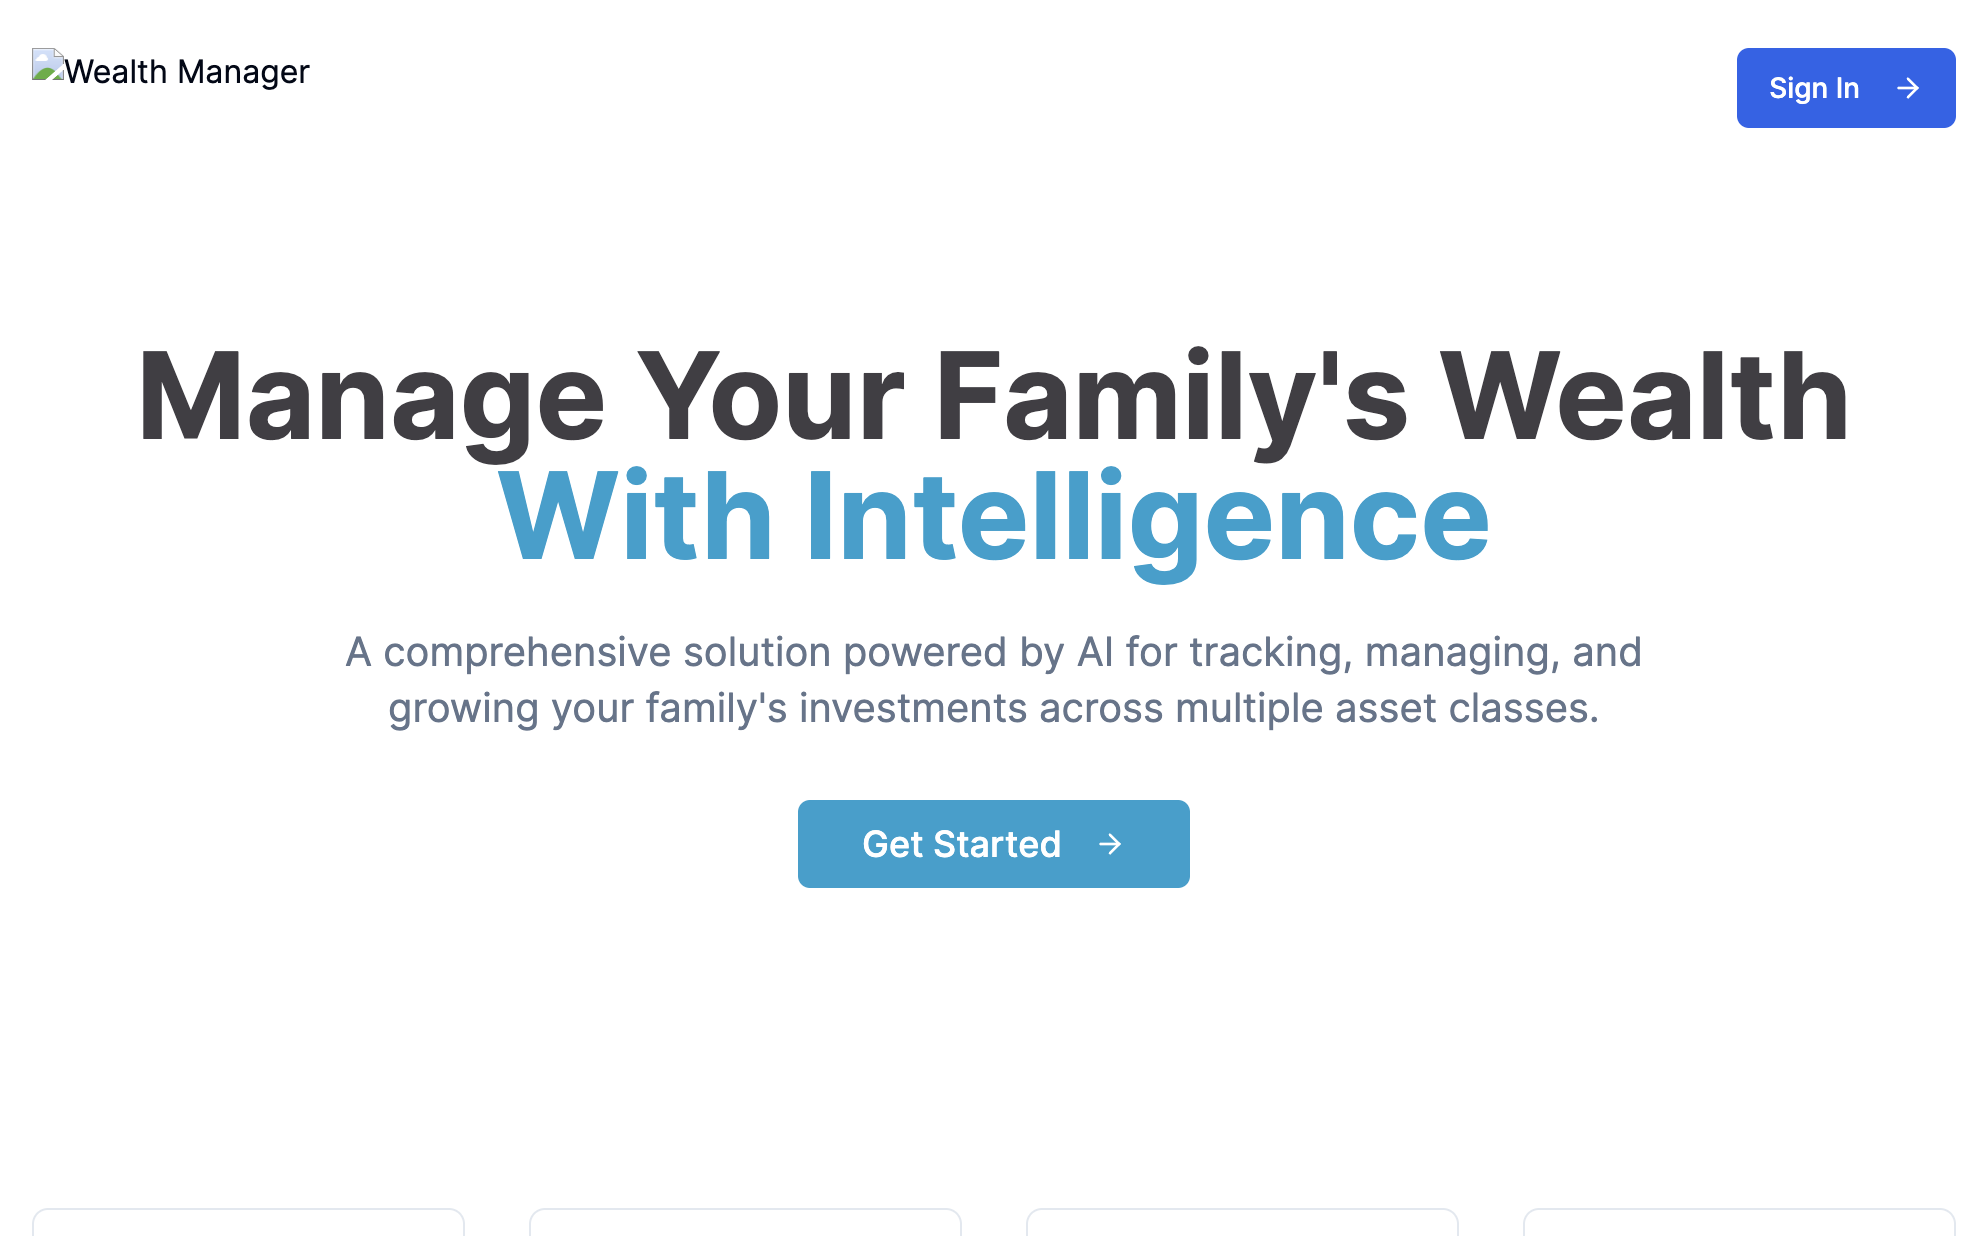 Wealth Manager
Sign In
Manage Your Family's Wealth
With Intelligence
A comprehensive solution powered by AI for tracking, managing, and
growing your family's investments across multiple asset classes.
Get Started